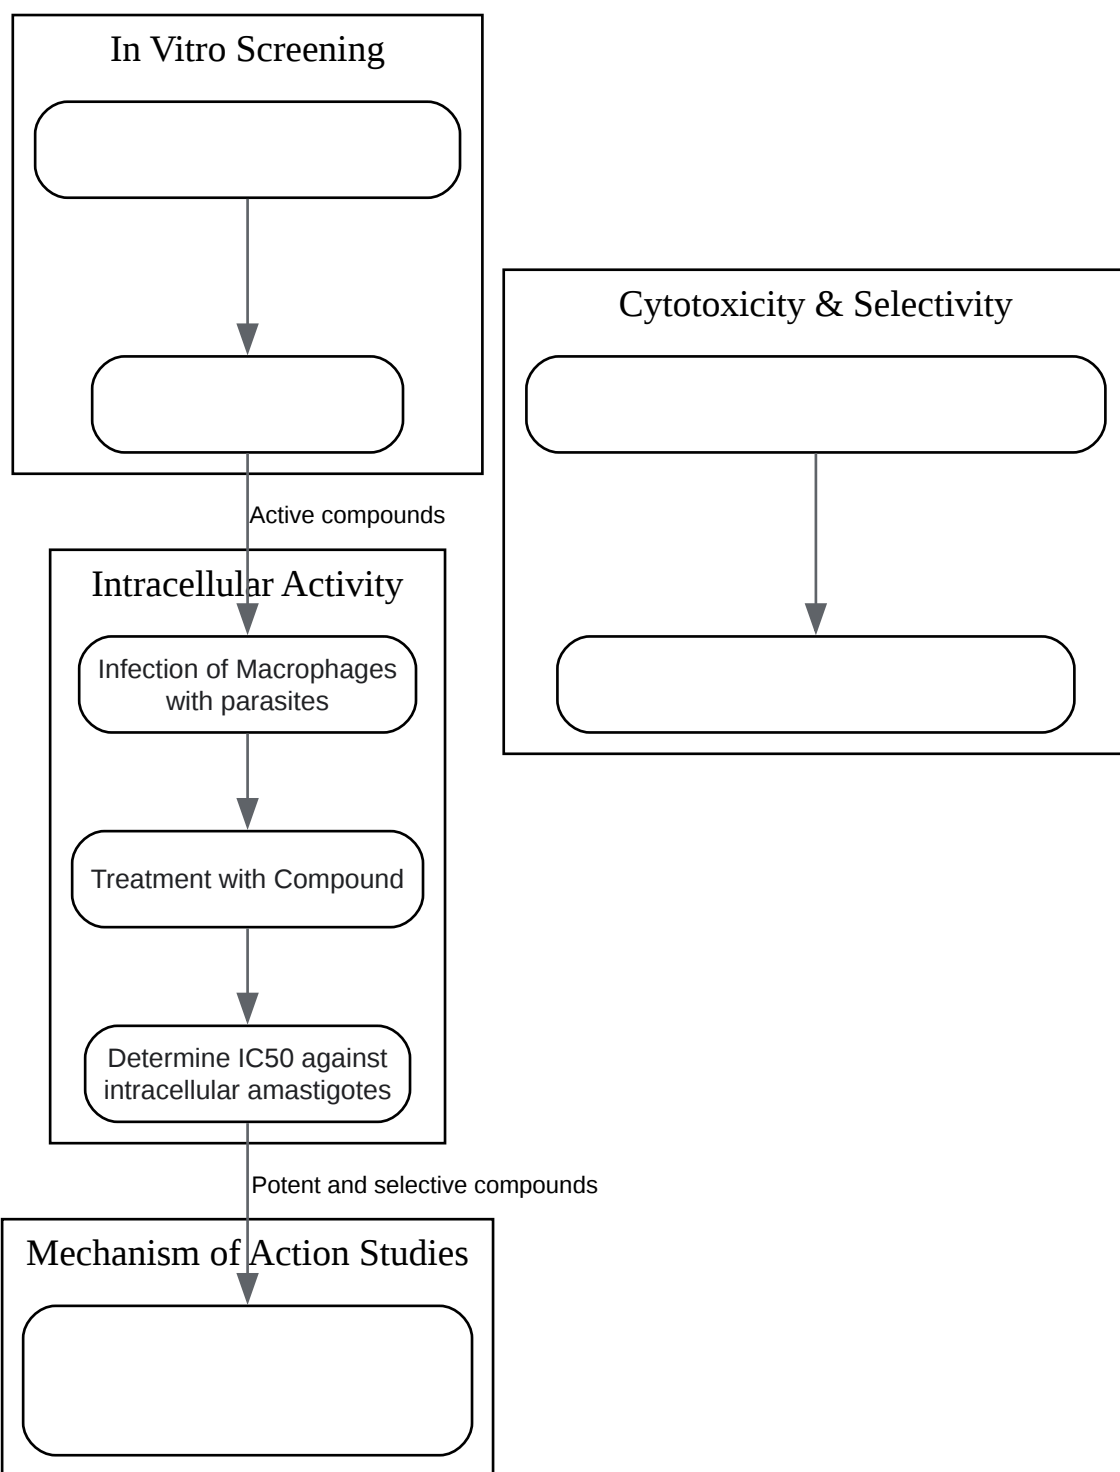 In Vitro Screening
Cytotoxicity & Selectivity
Active compounds
Intracellular Activity
Infection of Macrophages
with parasites
Treatment with Compound
Determine IC50 against
intracellular amastigotes
Potent and selective compounds
Mechanism of Action Studies